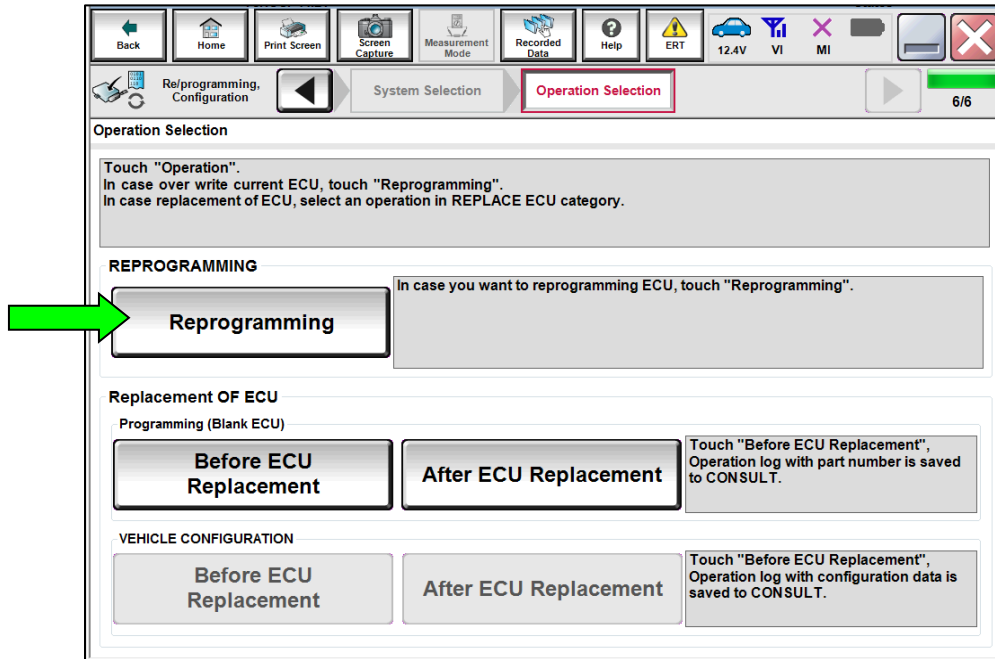 Back
Home
Print Screen
Screen
Capture
Measurement
Mode
Recorded
Data
Help
ERT
12.4V
VI
MI
Re/programming,
Configuration
System Selection
Operation Selection
6/6
Operation Selection
Touch "Operation".
In case over write current ECU, touch "Reprogramming".
In case replacement of ECU, select an operation in REPLACE ECU category.
REPROGRAMMING
Reprogramming
In case you want to reprogramming ECU, touch "Reprogramming".
Replacement OF ECU
Programming (Blank ECU)
Before ECU
Replacement
After ECU Replacement
Touch "Before ECU Replacement",
Operation log with part number is saved
to CONSULT.
VEHICLE CONFIGURATION
Before ECU
Replacement
After ECU Replacement
Touch "Before ECU Replacement",
Operation log with configuration data is
saved to CONSULT.